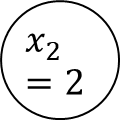 x₂
= 2